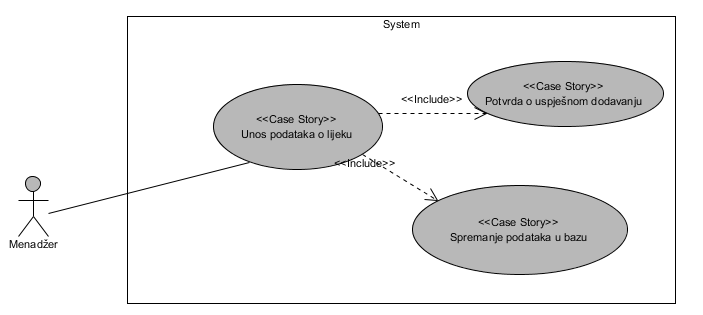 System
<<Case Story>>
Potvrda o uspješnom dodavanju
<<Include>>
<<Case Story>>
Unos podataka o lijeku
<<Include>>
<<Case Story>>
Spremanje podataka u bazu
Menadžer